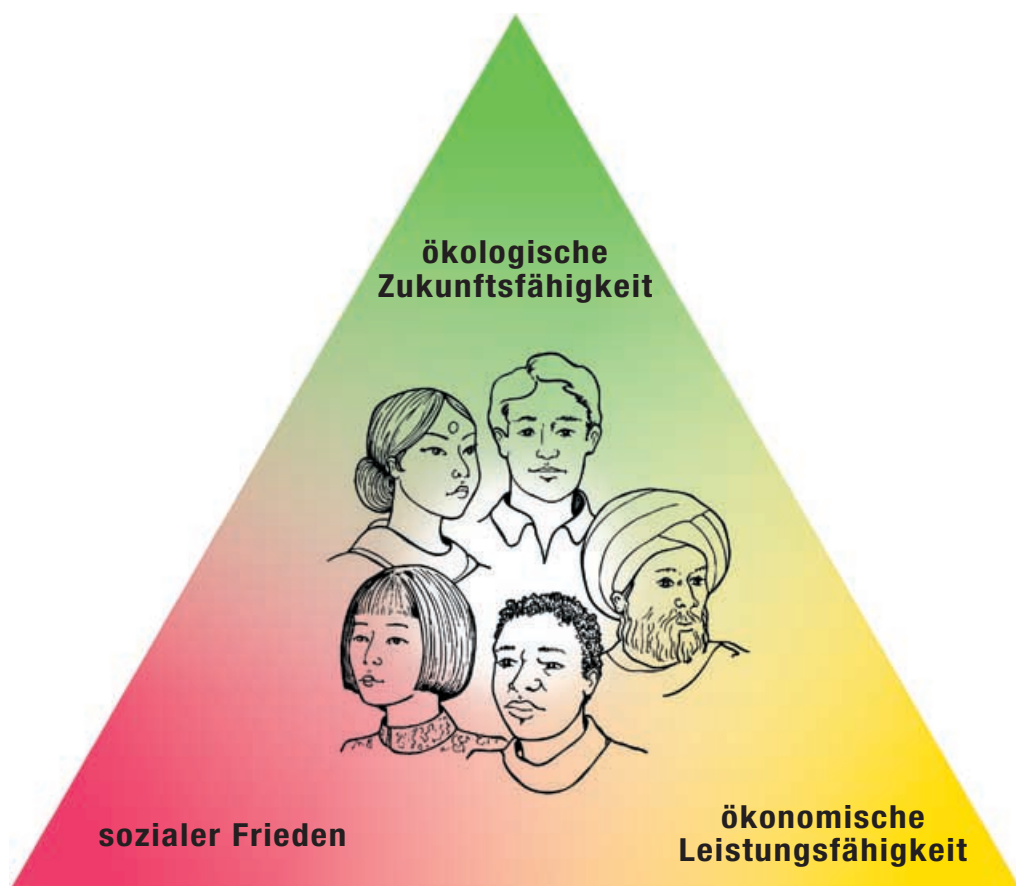 ökologische
Zukunftsfähigkeit
sozialer Frieden
ökonomische
Leistungsfähigkeit